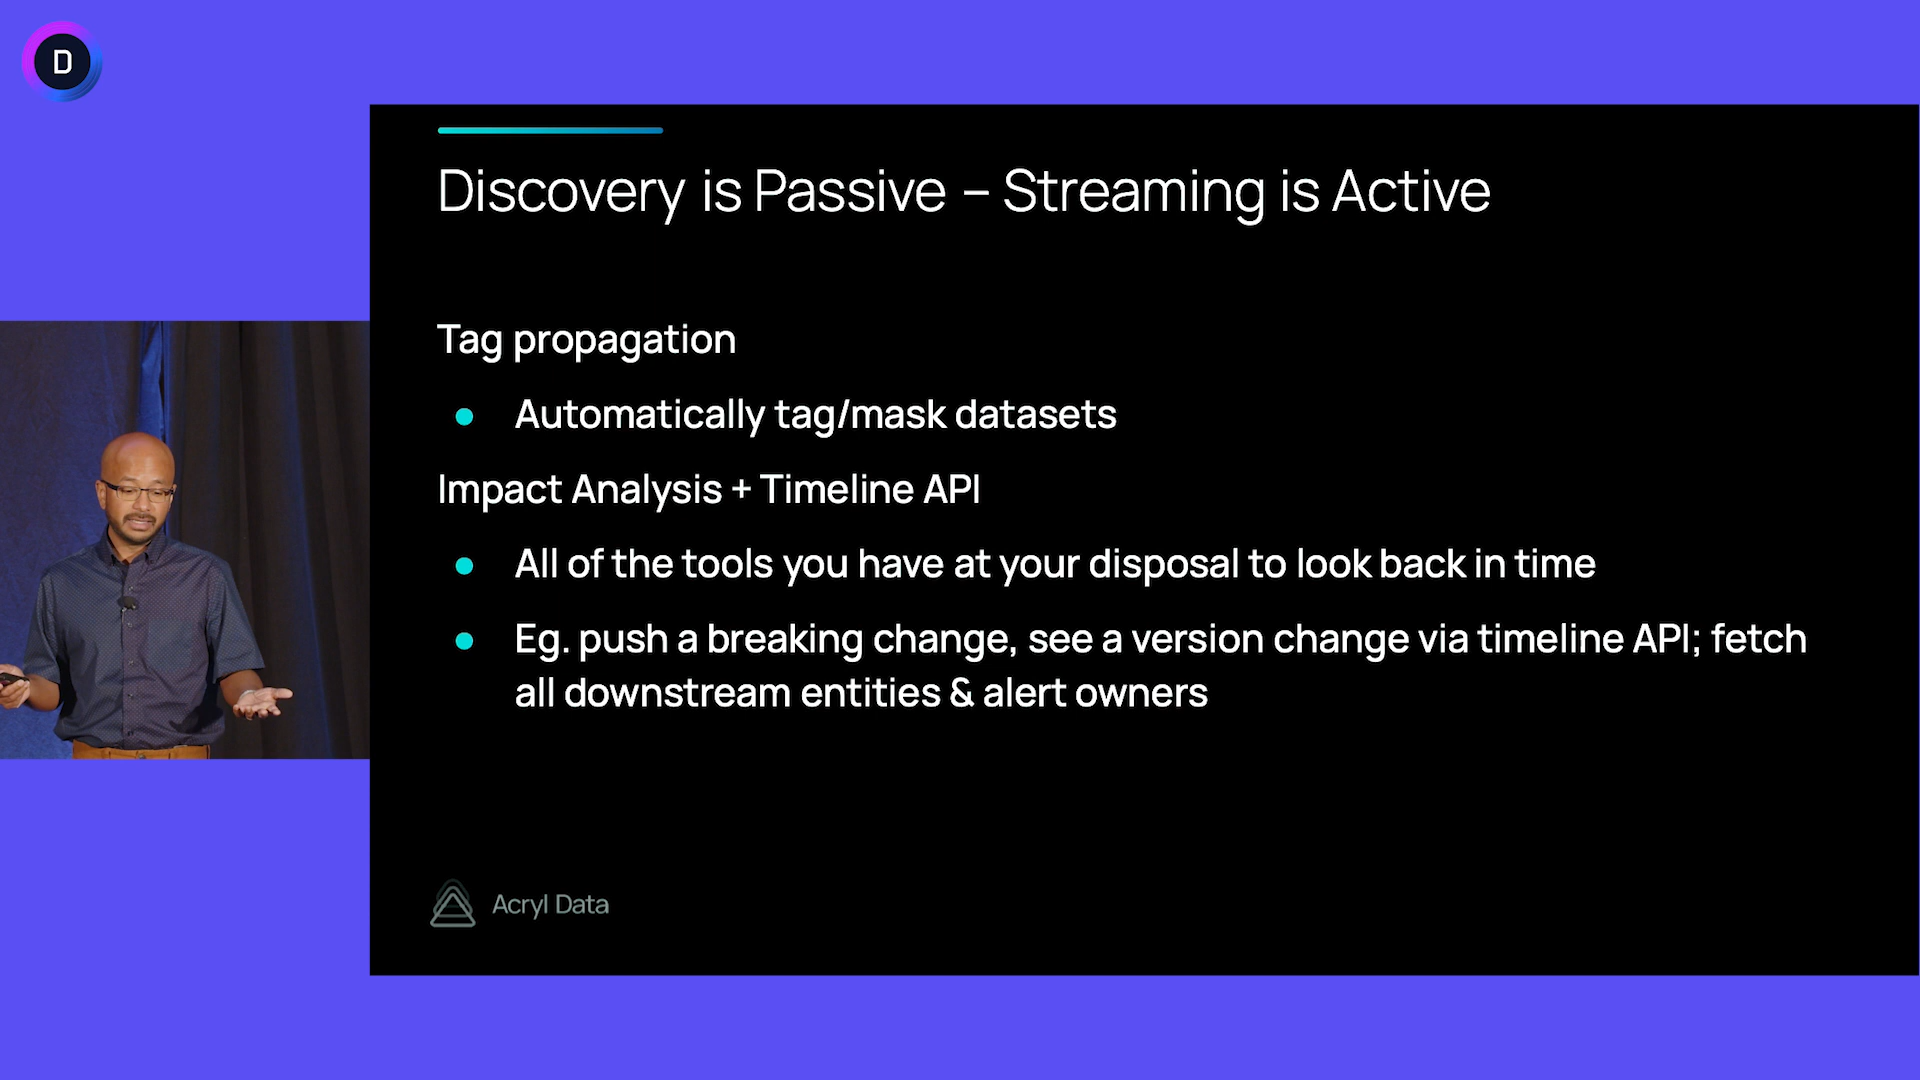 D
Discovery is Passive – Streaming is Active
Tag propagation
Automatically tag/mask datasets
Impact Analysis + Timeline API
All of the tools you have at your disposal to look back in time
Eg. push a breaking change, see a version change via timeline API; fetch
all downstream entities & alert owners
Acryl Data